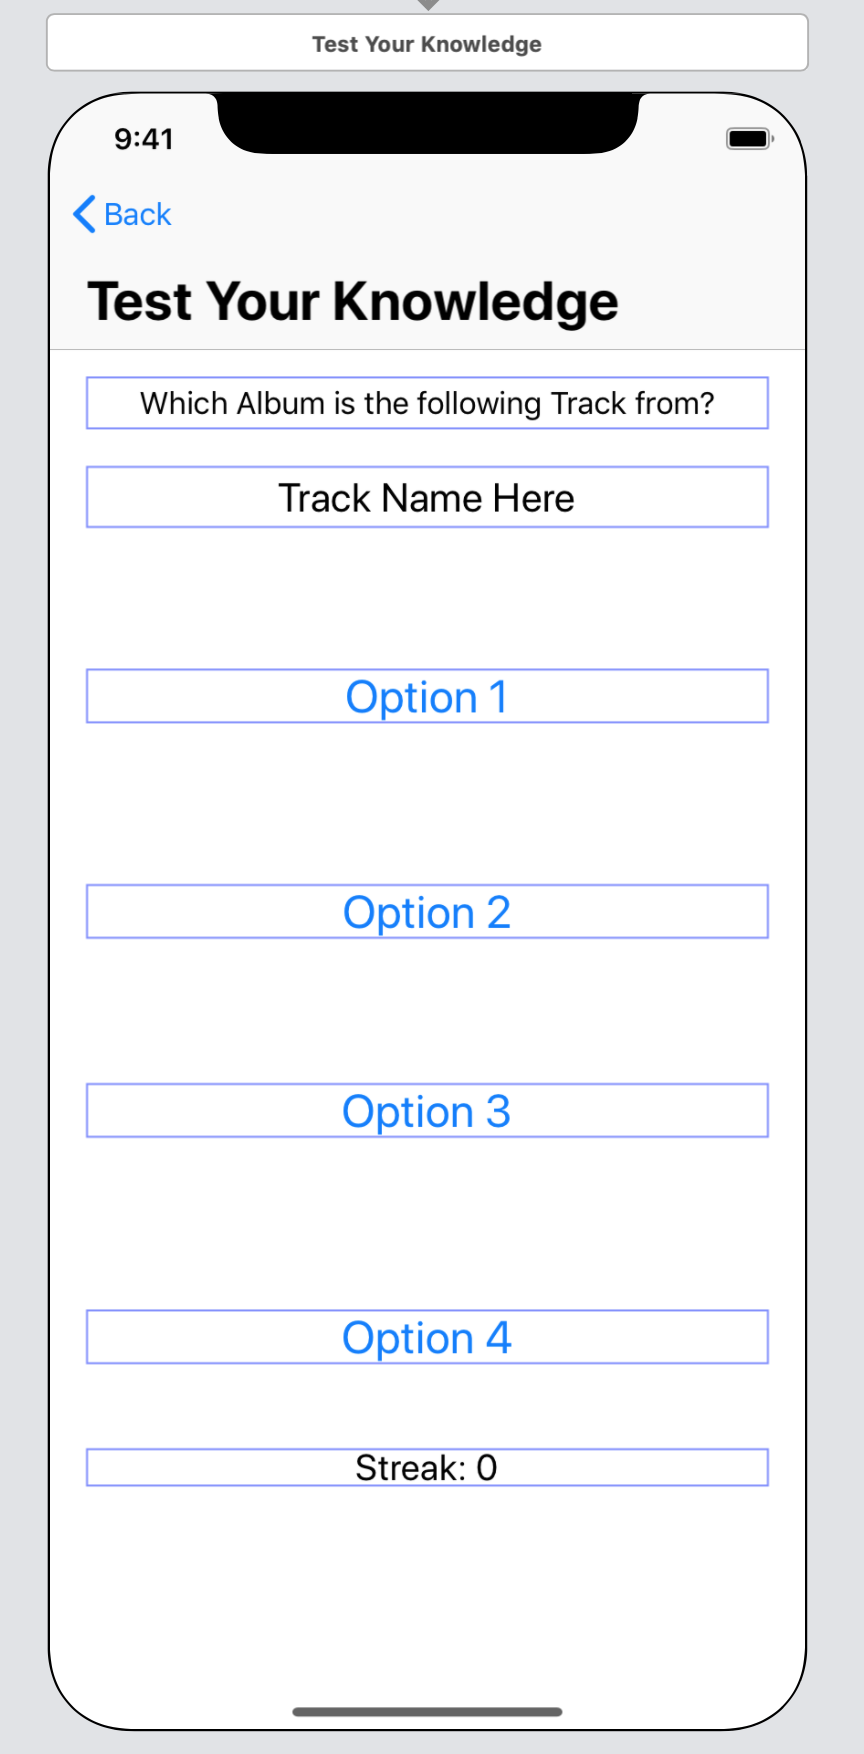 Test Your Knowledge
9:41
Back
Test Your Knowledge
Which Album is the following Track from?
Track Name Here
Option 1
Option 2
Option 3
Option 4
Streak: 0